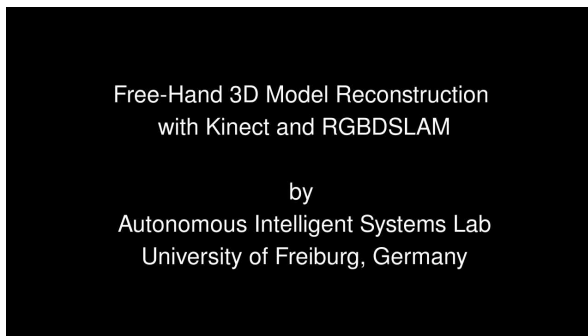 Free-Hand 3D Model Reconstruction
with Kinect and RGBDSLAM
by
Autonomous Intelligent Systems Lab
University of Freiburg, Germany